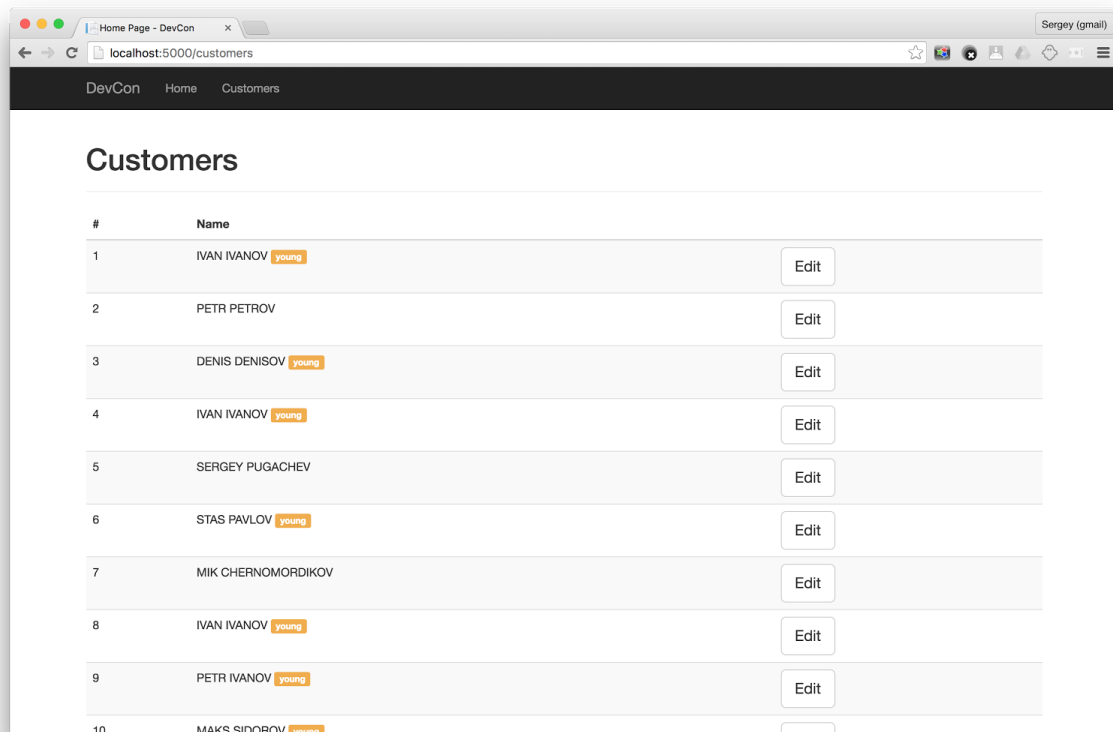 Home Page - DevCon
Sergey (gmail)
localhost:5000/customers
DevCon Home Customers
Customers
# Name
1 IVAN IVANOV young Edit
2 PETR PETROV Edit
3 DENIS DENISOV young Edit
4 IVAN IVANOV young Edit
5 SERGEY PUGACHEV Edit
6 STAS PAVLOV young Edit
7 MIK CHERNOMORDIKOV Edit
8 IVAN IVANOV young Edit
9 PETR IVANOV young Edit
10 MAKS SIDOROV young